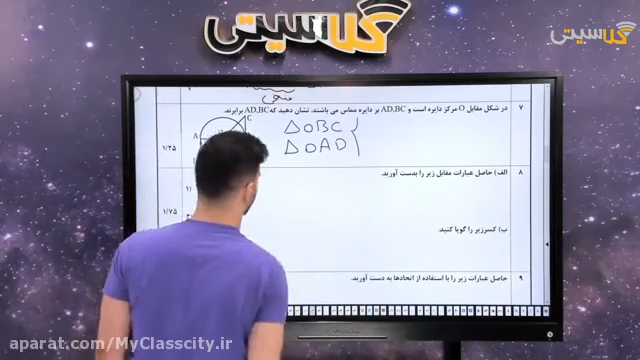 کلاسیتی
کلاسیتی
۷
در شکل مقابل O مرکز دایره است و AD,BC بر دایره مماس می باشند. نشان دهید که AD,BC برابرند.
C
A
△OBC
△OAD
۱/۲۵
۸
الف) حاصل عبارات مقابل زیر را بدست آورید.
۱/۷۵
ب) کسر زیر را گویا کنید.
۹
حاصل عبارات زیر را با استفاده از اتحادها به دست آورید.
aparat.com/MyClasscity.ir